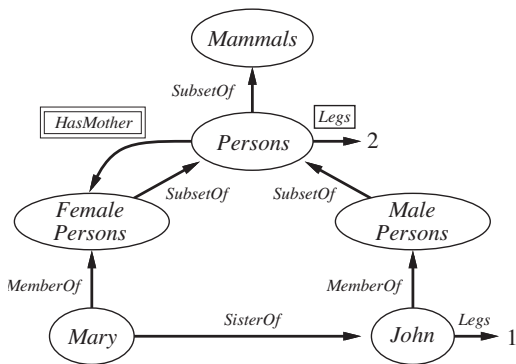 Mammals
SubsetOf
HasMother
Legs
Persons
2
SubsetOf
SubsetOf
Female
Persons
Male
Persons
MemberOf
MemberOf
SisterOf
Legs
Mary
John
1